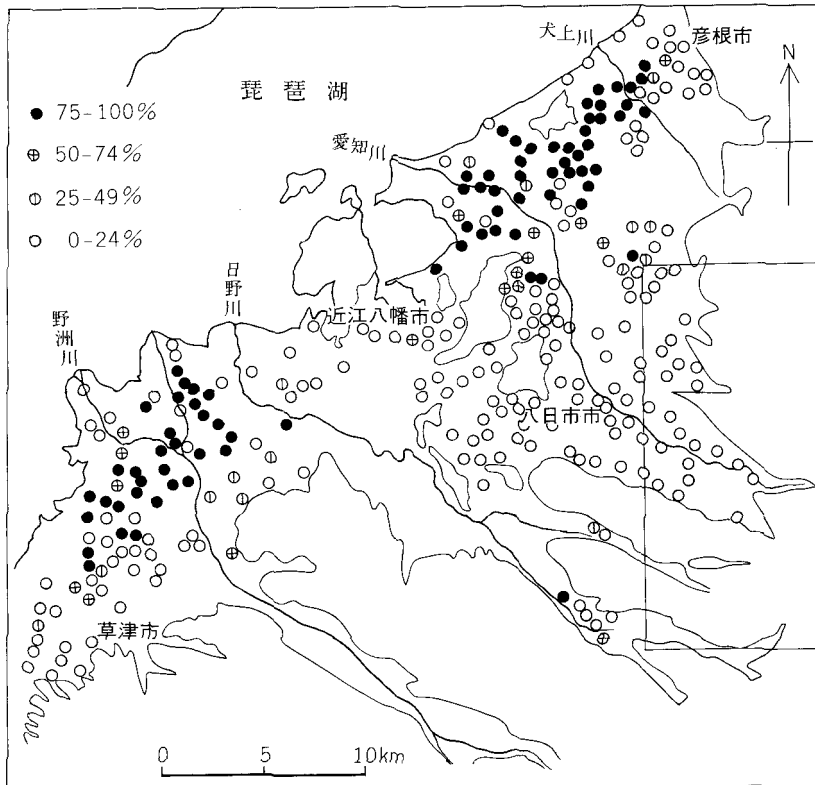 犬上川
彦根市
N
琵琶湖
75-100%
50-74%
25-49%
0-24%
愛知川
日野川
近江八幡市
野洲川
八日市市
草津市
0 5 10km